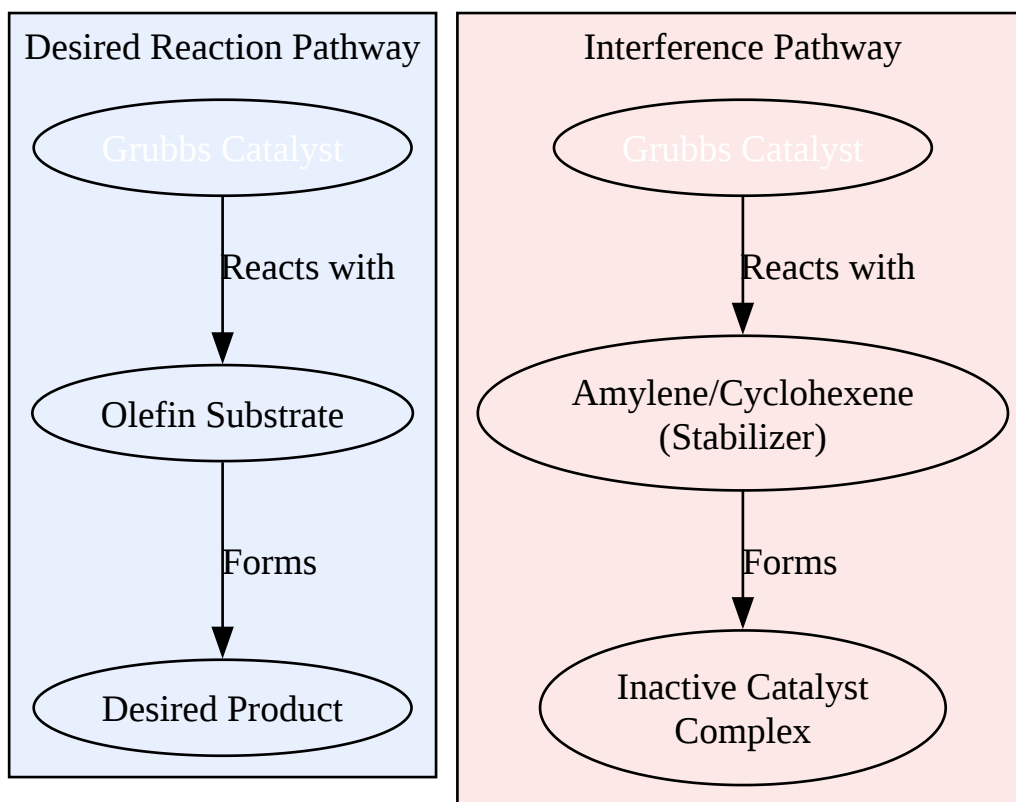 Desired Reaction Pathway
Grubbs Catalyst
Reacts with
Olefin Substrate
Forms
Desired Product
Interference Pathway
Grubbs Catalyst
Reacts with
Amylene/Cyclohexene
(Stabilizer)
Forms
Inactive Catalyst
Complex